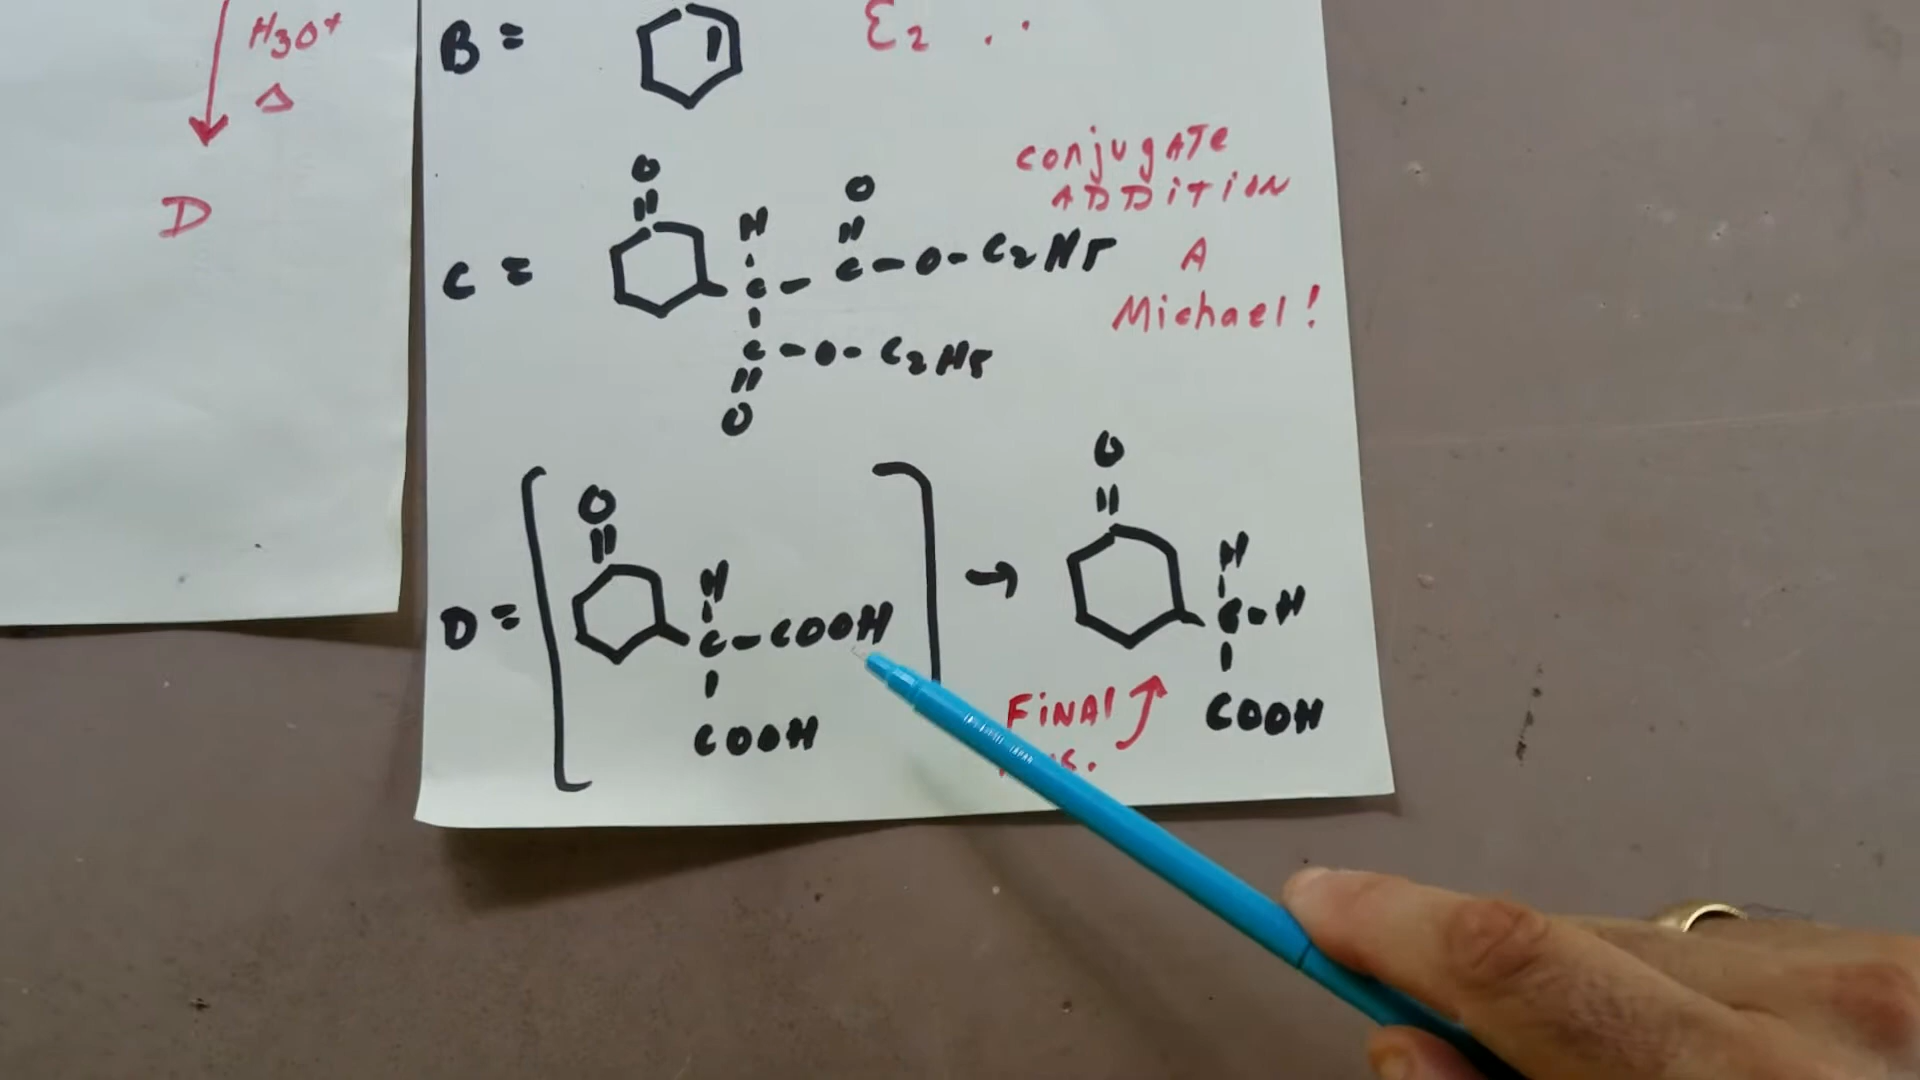 H3O+
Δ
D
B =
E2 . .
O
conjugATe
ADDiTiON
A
Michael!
C =
O
H
O
C - C - O - C2H5
C - O - C2H5
O
D =
O
H
C - COOH
COOH
→
O
H
C - H
COOH
FiNAl